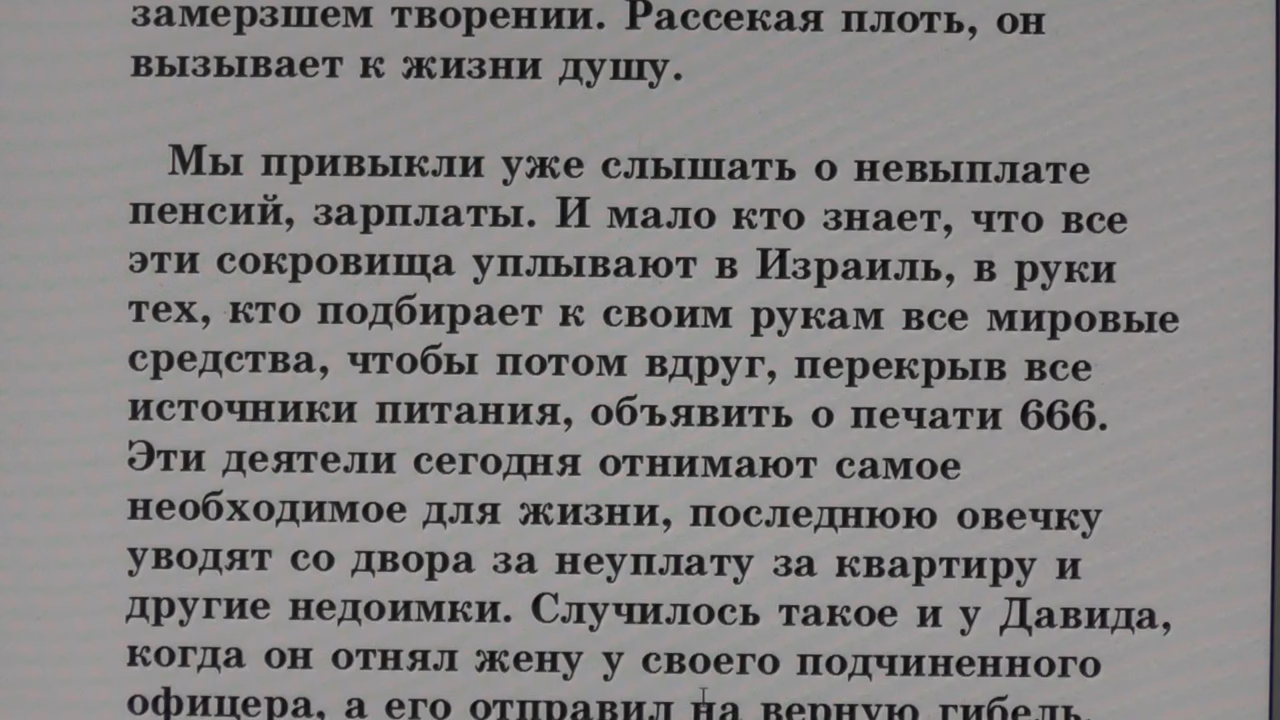 замерзшем творении. Рассекая плоть, он
вызывает к жизни душу.
Мы привыкли уже слышать о невыплате
пенсий, зарплаты. И мало кто знает, что все
эти сокровища уплывают в Израиль, в руки
тех, кто подбирает к своим рукам все мировые
средства, чтобы потом вдруг, перекрыв все
источники питания, объявить о печати 666.
Эти деятели сегодня отнимают самое
необходимое для жизни, последнюю овечку
уводят со двора за неуплату за квартиру и
другие недоимки. Случилось такое и у Давида,
когда он отнял жену у своего подчиненного
офицера, а его отправил на верную гибель.